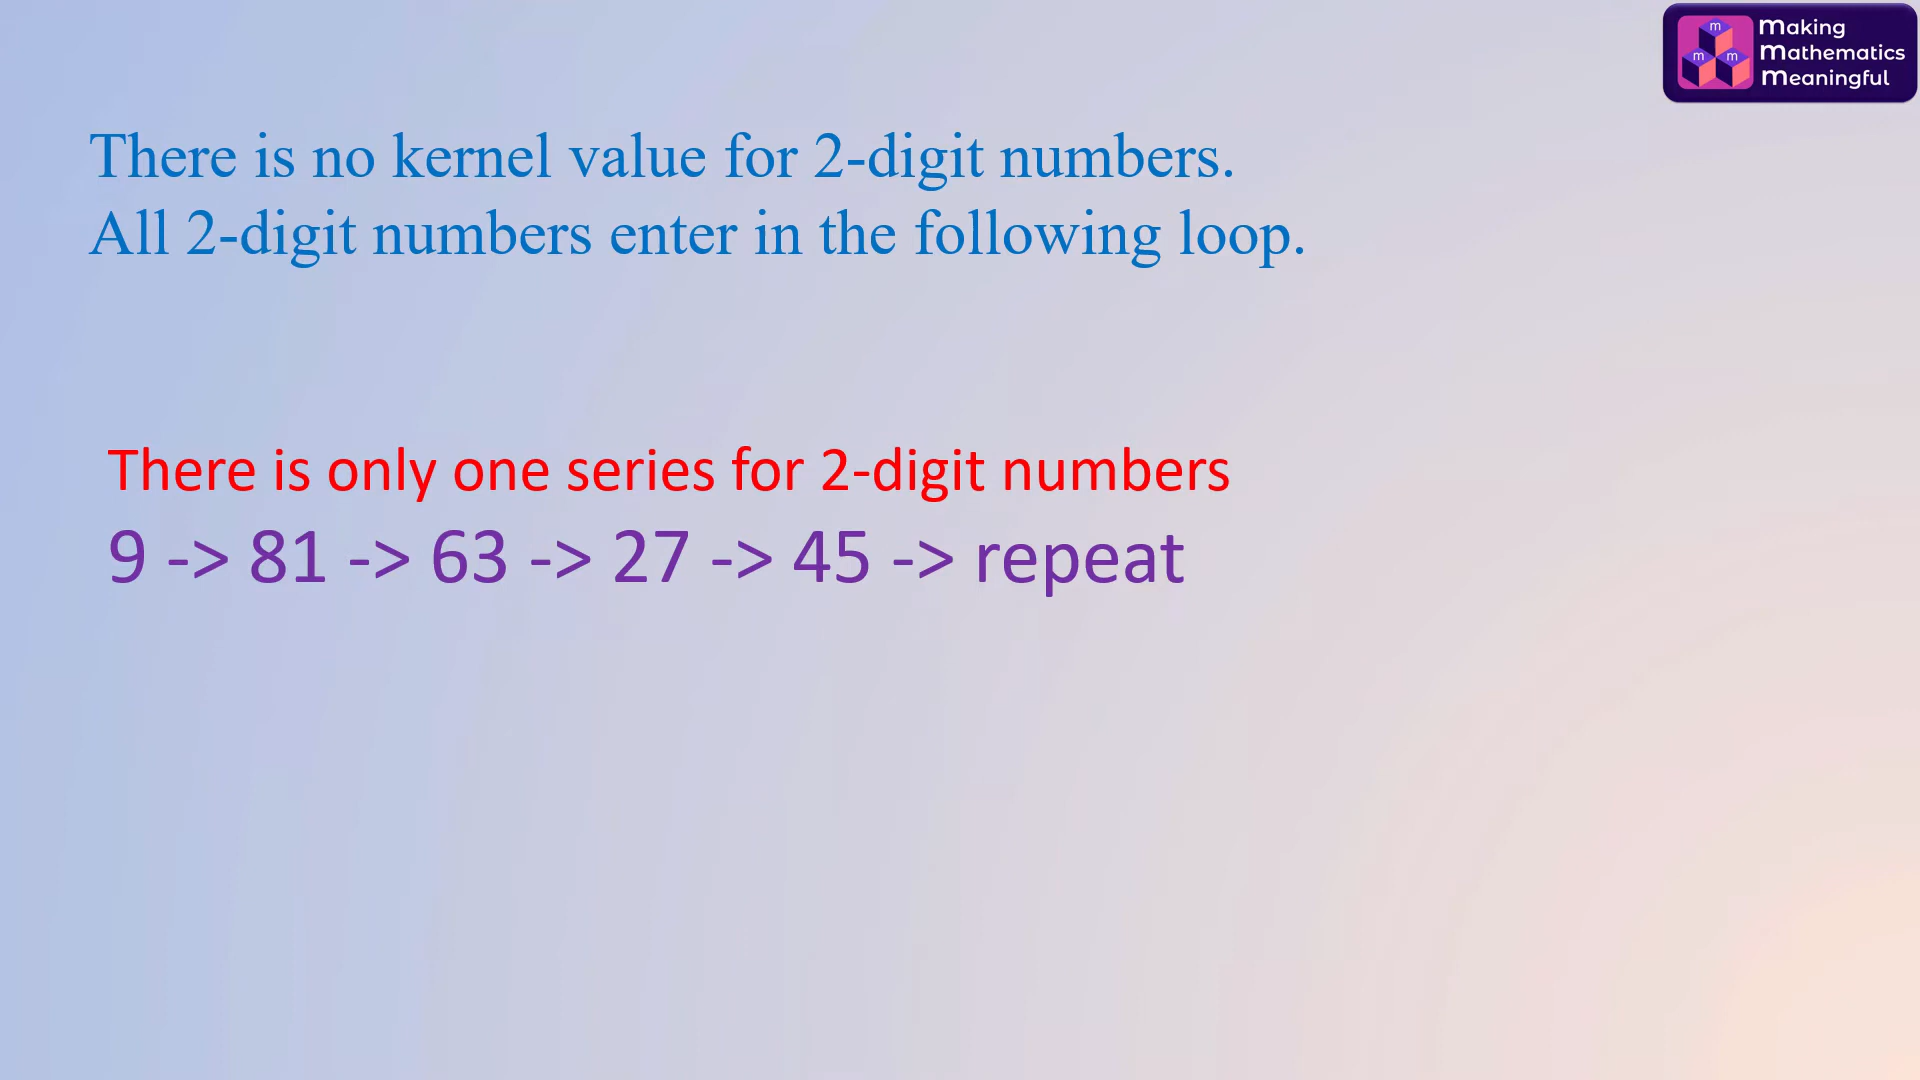 making
mathematics
meaningful
m
m m
There is no kernel value for 2-digit numbers.
All 2-digit numbers enter in the following loop.
There is only one series for 2-digit numbers
9 -> 81 -> 63 -> 27 -> 45 -> repeat